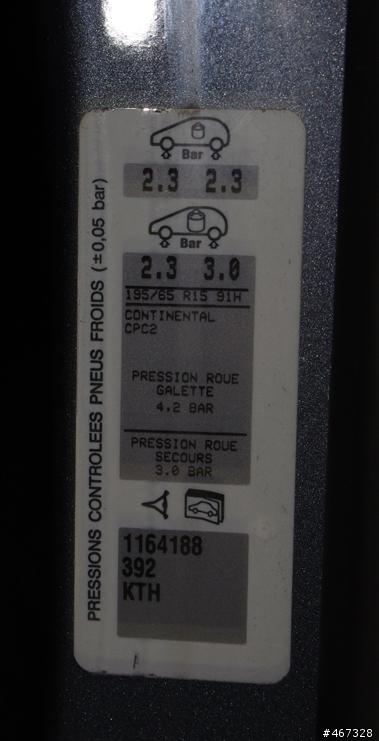 PRESSIONS CONTROLEES PNEUS FROIDS (±0,05 bar)
Bar
2.3 2.3
Bar
2.3 3.0
195/65 R15 91H
CONTINENTAL
CPC2
PRESSION ROUE
GALETTE
4.2 BAR
PRESSION ROUE
SECOURS
3.0 BAR
1164188
392
KTH
#467328